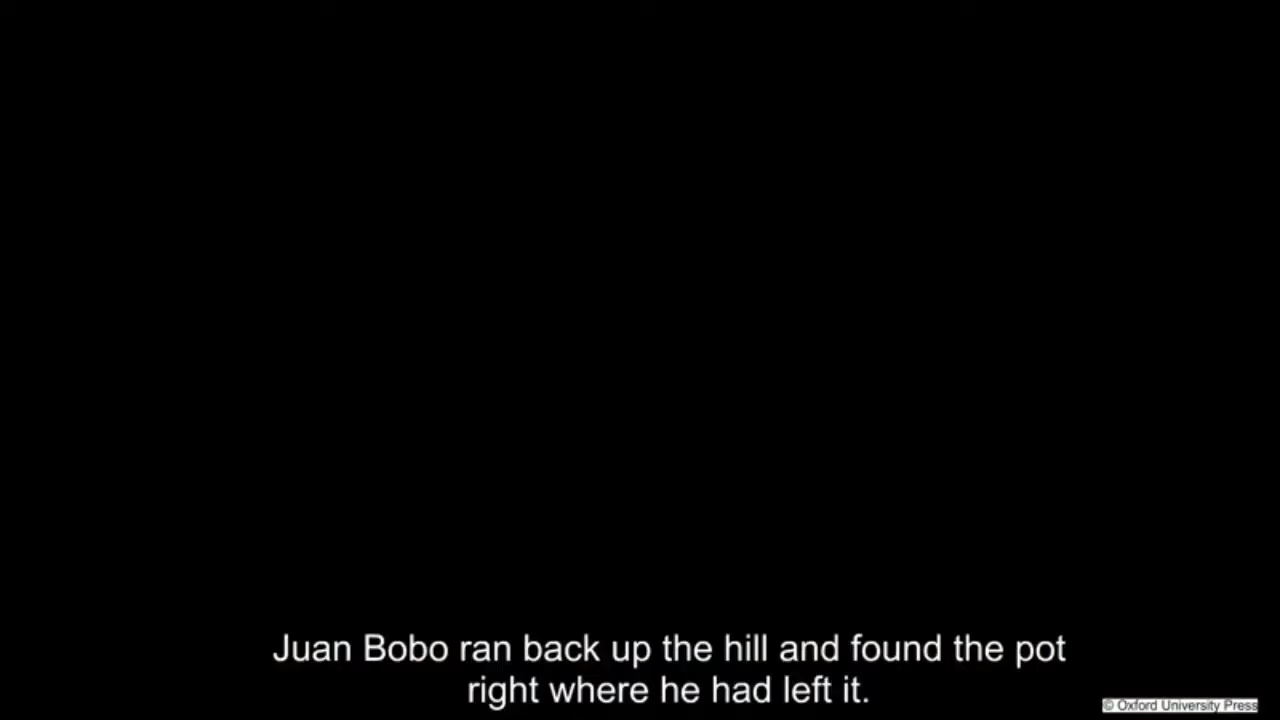 Juan Bobo ran back up the hill and found the pot
right where he had left it.
© Oxford University Press